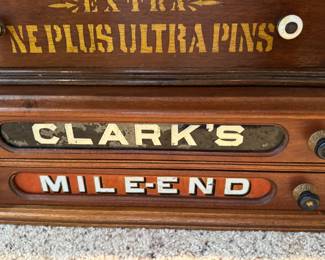 EXTRA
NE PLUS ULTRA PINS
CLARK'S
MILE-END